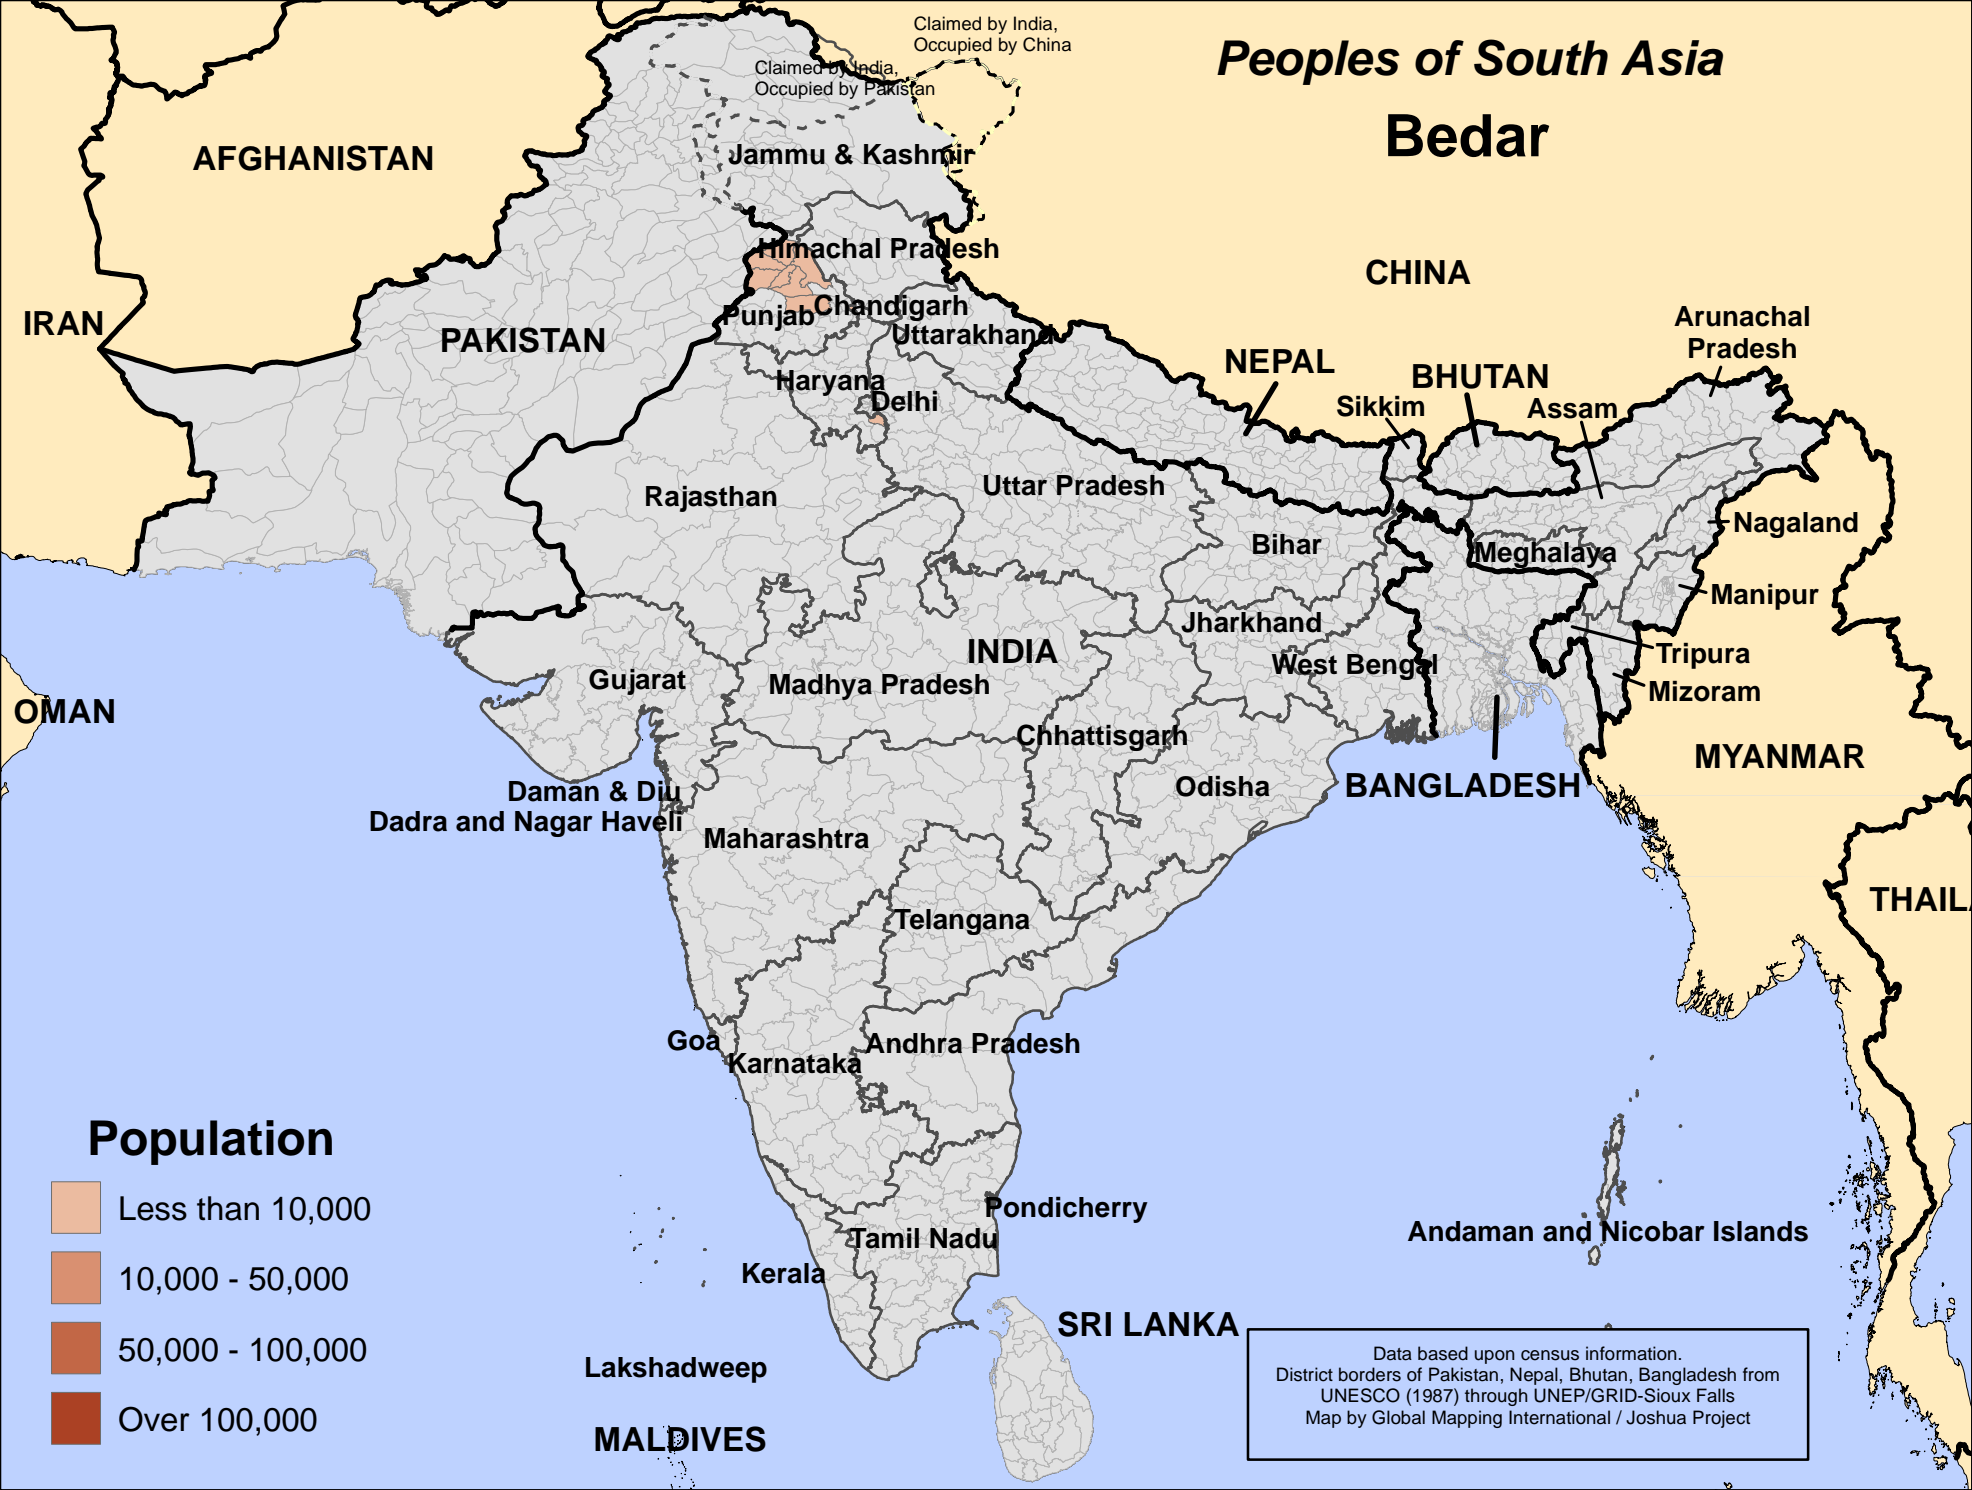 Claimed by India,
Occupied by China
Peoples of South Asia
Bedar
Claimed by India,
Occupied by Pakistan
AFGHANISTAN
Jammu & Kashmir
Himachal Pradesh
CHINA
IRAN
PAKISTAN
Punjab
Chandigarh
Uttarakhand
Arunachal
Pradesh
NEPAL
BHUTAN
Haryana
Delhi
Sikkim
Assam
Rajasthan
Uttar Pradesh
Bihar
Nagaland
Meghalaya
Manipur
Jharkhand
INDIA
West Bengal
Tripura
Gujarat
Madhya Pradesh
Mizoram
OMAN
Chhattisgarh
MYANMAR
Daman & Diu
Dadra and Nagar Haveli
Odisha
BANGLADESH
Maharashtra
THAIL
Telangana
Goa
Karnataka
Andhra Pradesh
Population
Less than 10,000
10,000 - 50,000
50,000 - 100,000
Over 100,000
Pondicherry
Tamil Nadu
Andaman and Nicobar Islands
Kerala
SRI LANKA
Lakshadweep
MALDIVES
Data based upon census information.
District borders of Pakistan, Nepal, Bhutan, Bangladesh from
UNESCO (1987) through UNEP/GRID-Sioux Falls
Map by Global Mapping International / Joshua Project